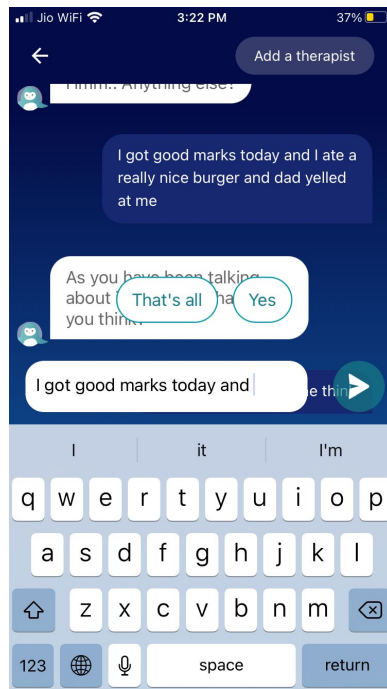 Jio WiFi 3:22 PM 37%
Add a therapist
Hmm.. Anything else?
I got good marks today and I ate a
really nice burger and dad yelled
at me
As you have been talking
about
That's all
Yes
you think?
I got good marks today and
e thin
I it I'm
q w e r t y u i o p
a s d f g h j k l
z x c v b n m
123 space return